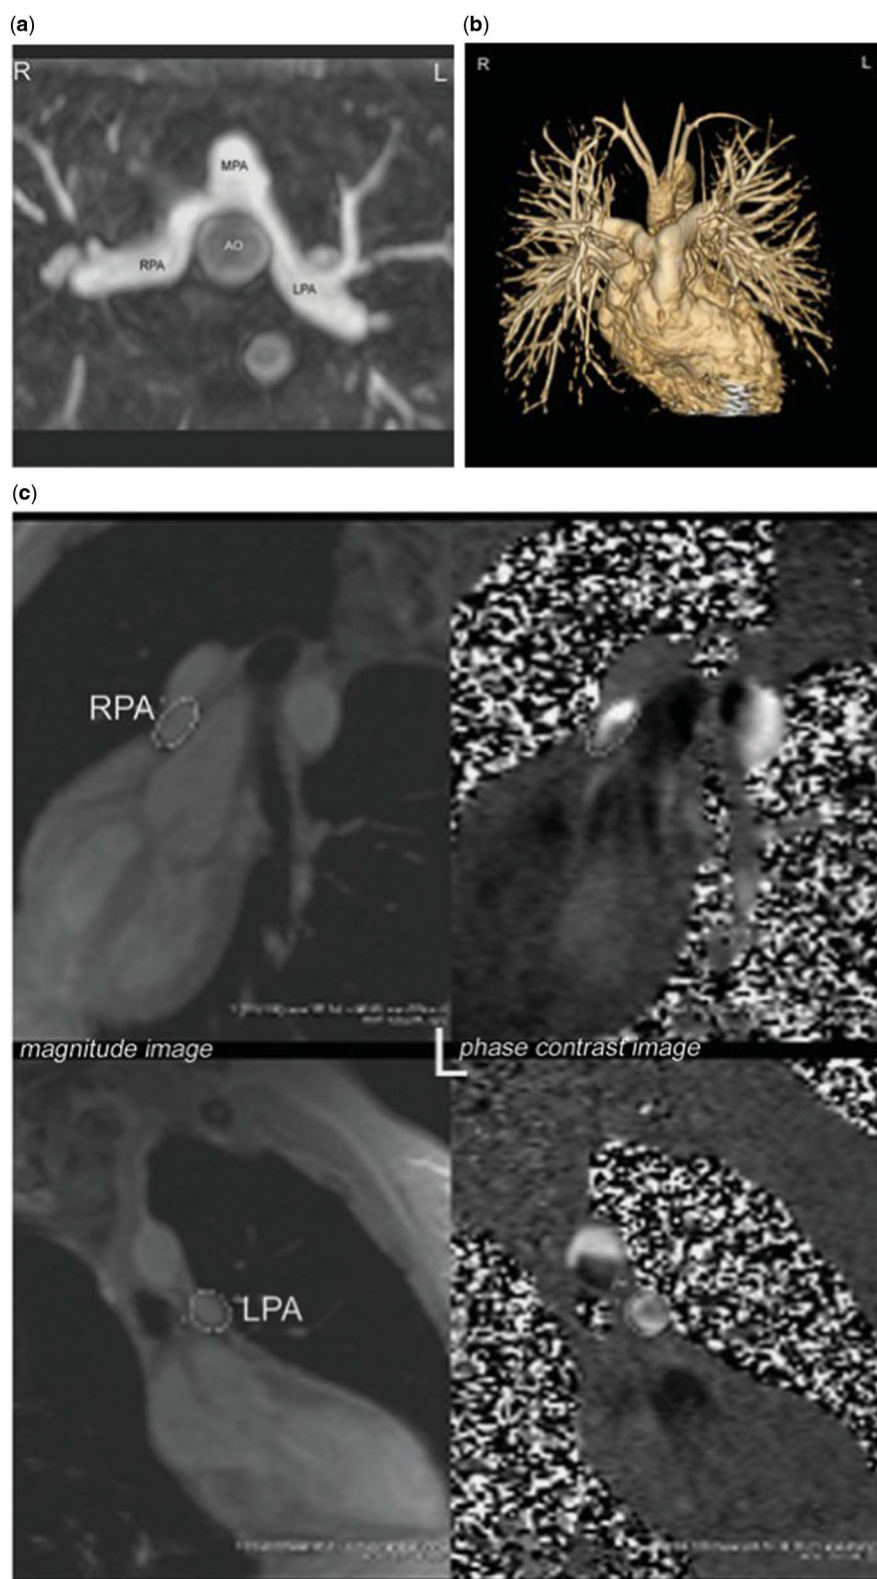 (a)
(b)
R
L
R
L
MPA
AO
RPA
LPA
(c)
RPA
magnitude image
phase contrast image
LPA